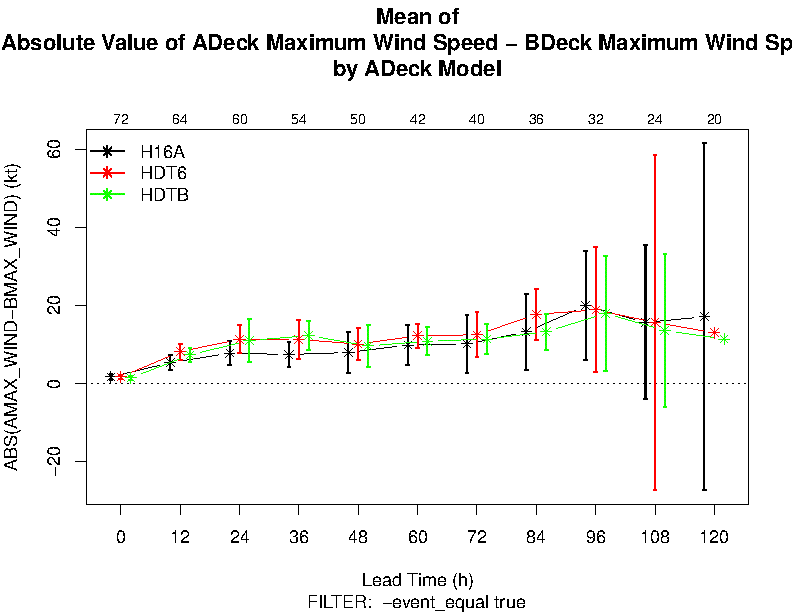 Mean of
Absolute Value of ADeck Maximum Wind Speed − BDeck Maximum Wind Sp
by ADeck Model
72 64 60 54 50 42 40 36 32 24 20
H16A
HDT6
HDTB
ABS(AMAX_WIND−BMAX_WIND) (kt)
60
40
20
0
−20
0 12 24 36 48 60 72 84 96 108 120
Lead Time (h)
FILTER: −event_equal true